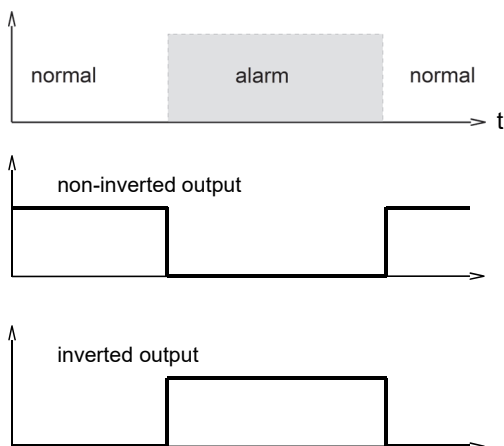 normal alarm normal
t
non-inverted output
inverted output